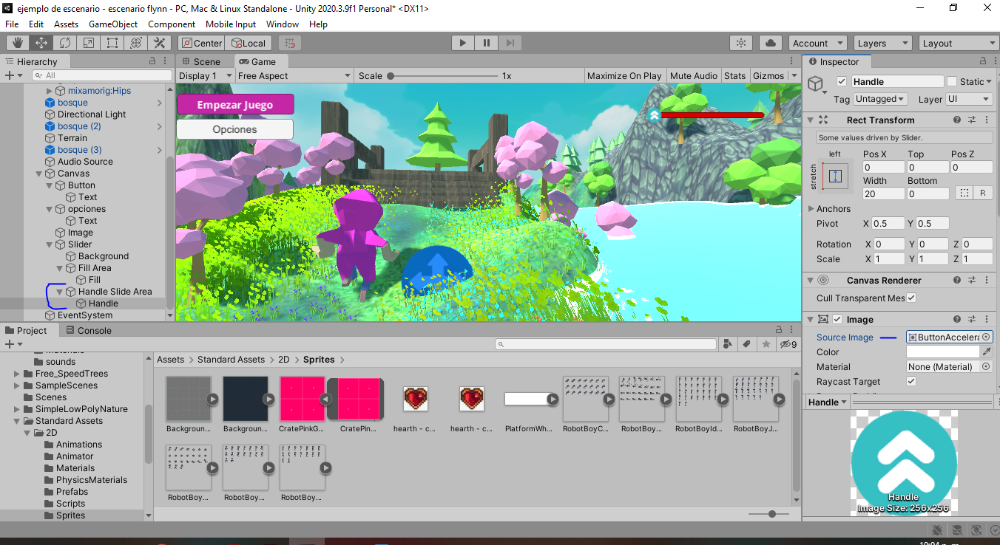 ejemplo de escenario - escenario flynn - PC, Mac & Linux Standalone - Unity 2020.3.9f1 Personal* <DX11>
File Edit Assets GameObject Component Mobile Input Window Help
Center Local Account Layers Layout
Hierarchy
All
mixamorig:Hips
bosque
Directional Light
bosque (2)
Terrain
bosque (3)
Audio Source
Canvas
Button
Text
opciones
Text
Image
Slider
Background
Fill Area
Fill
Handle Slide Area
Handle
EventSystem
Scene Game
Display 1 Free Aspect Scale 1x Maximize On Play Mute Audio Stats Gizmos
Empezar Juego
Opciones
Inspector
Handle Static
Tag Untagged Layer UI
Rect Transform
Some values driven by Slider.
left
stretch
Pos X Top Pos Z
0 0 0
Width Bottom
20 0 R
Anchors
Pivot X 0.5 Y 0.5
Rotation X 0 Y 0 Z 0
Scale X 1 Y 1 Z 1
Canvas Renderer
Cull Transparent Mes
Image
Source Image ButtonAccelera
Color
Material None (Material)
Raycast Target
Handle
Handle
Image Size: 256x256
Project Console
9
sounds
Free_SpeedTrees
SampleScenes
Scenes
SimpleLowPolyNature
Standard Assets
2D
Animations
Animator
Materials
PhysicsMaterials
Prefabs
Scripts
Sprites
Assets > Standard Assets > 2D > Sprites >
Backgroun... Backgroun... CratePinkG... CratePin... hearth - c... hearth - c... PlatformWh... RobotBoyC... RobotBoy... RobotBoyId... RobotBoyJ...
RobotBoy... RobotBoy... RobotBoy...